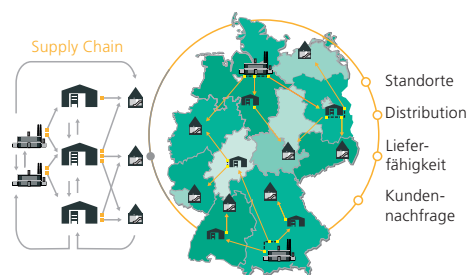 Supply Chain
Standorte
Distribution
Liefer-
fähigkeit
Kunden-
nachfrage